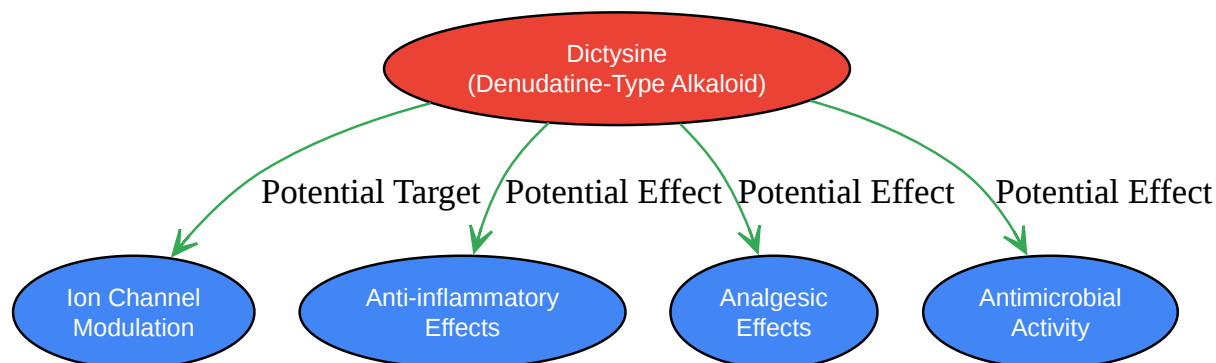 Dictysine
(Denudatine-Type Alkaloid)
Potential Target
Potential Effect
Potential Effect
Potential Effect
Ion Channel
Modulation
Anti-inflammatory
Effects
Analgesic
Effects
Antimicrobial
Activity